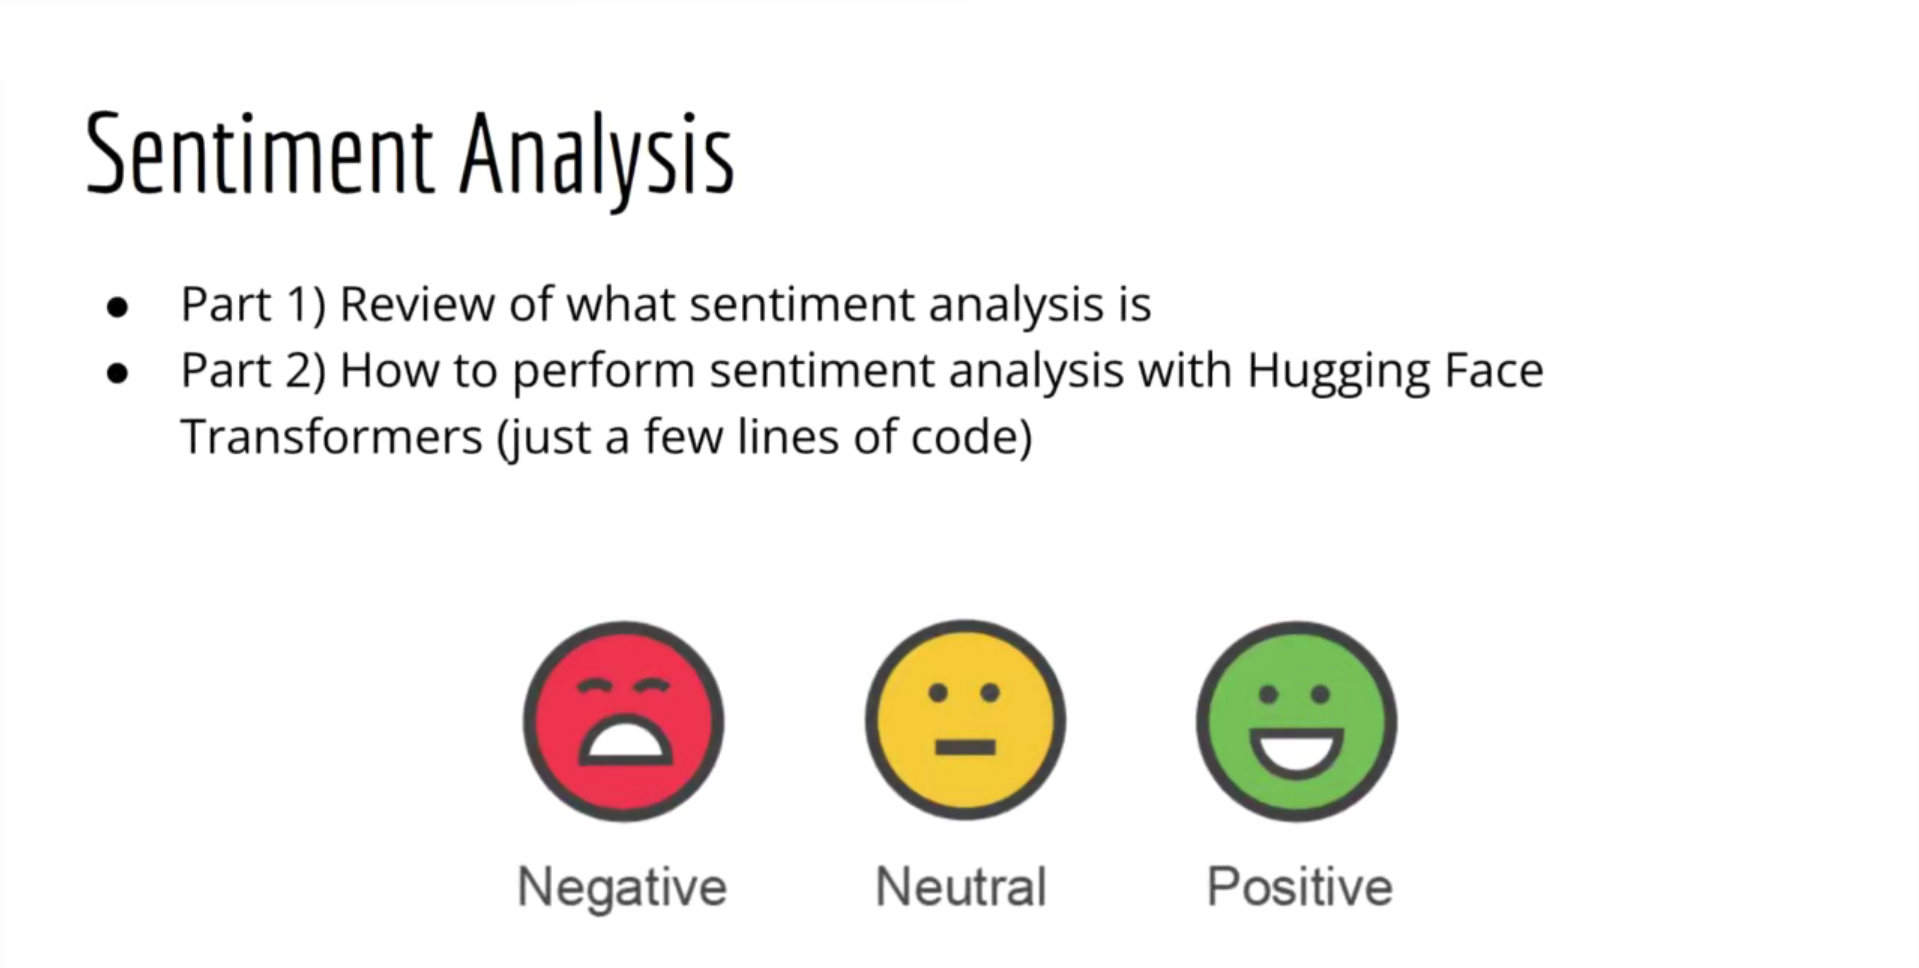 Sentiment Analysis
● Part 1) Review of what sentiment analysis is
● Part 2) How to perform sentiment analysis with Hugging Face
Transformers (just a few lines of code)
Negative Neutral Positive